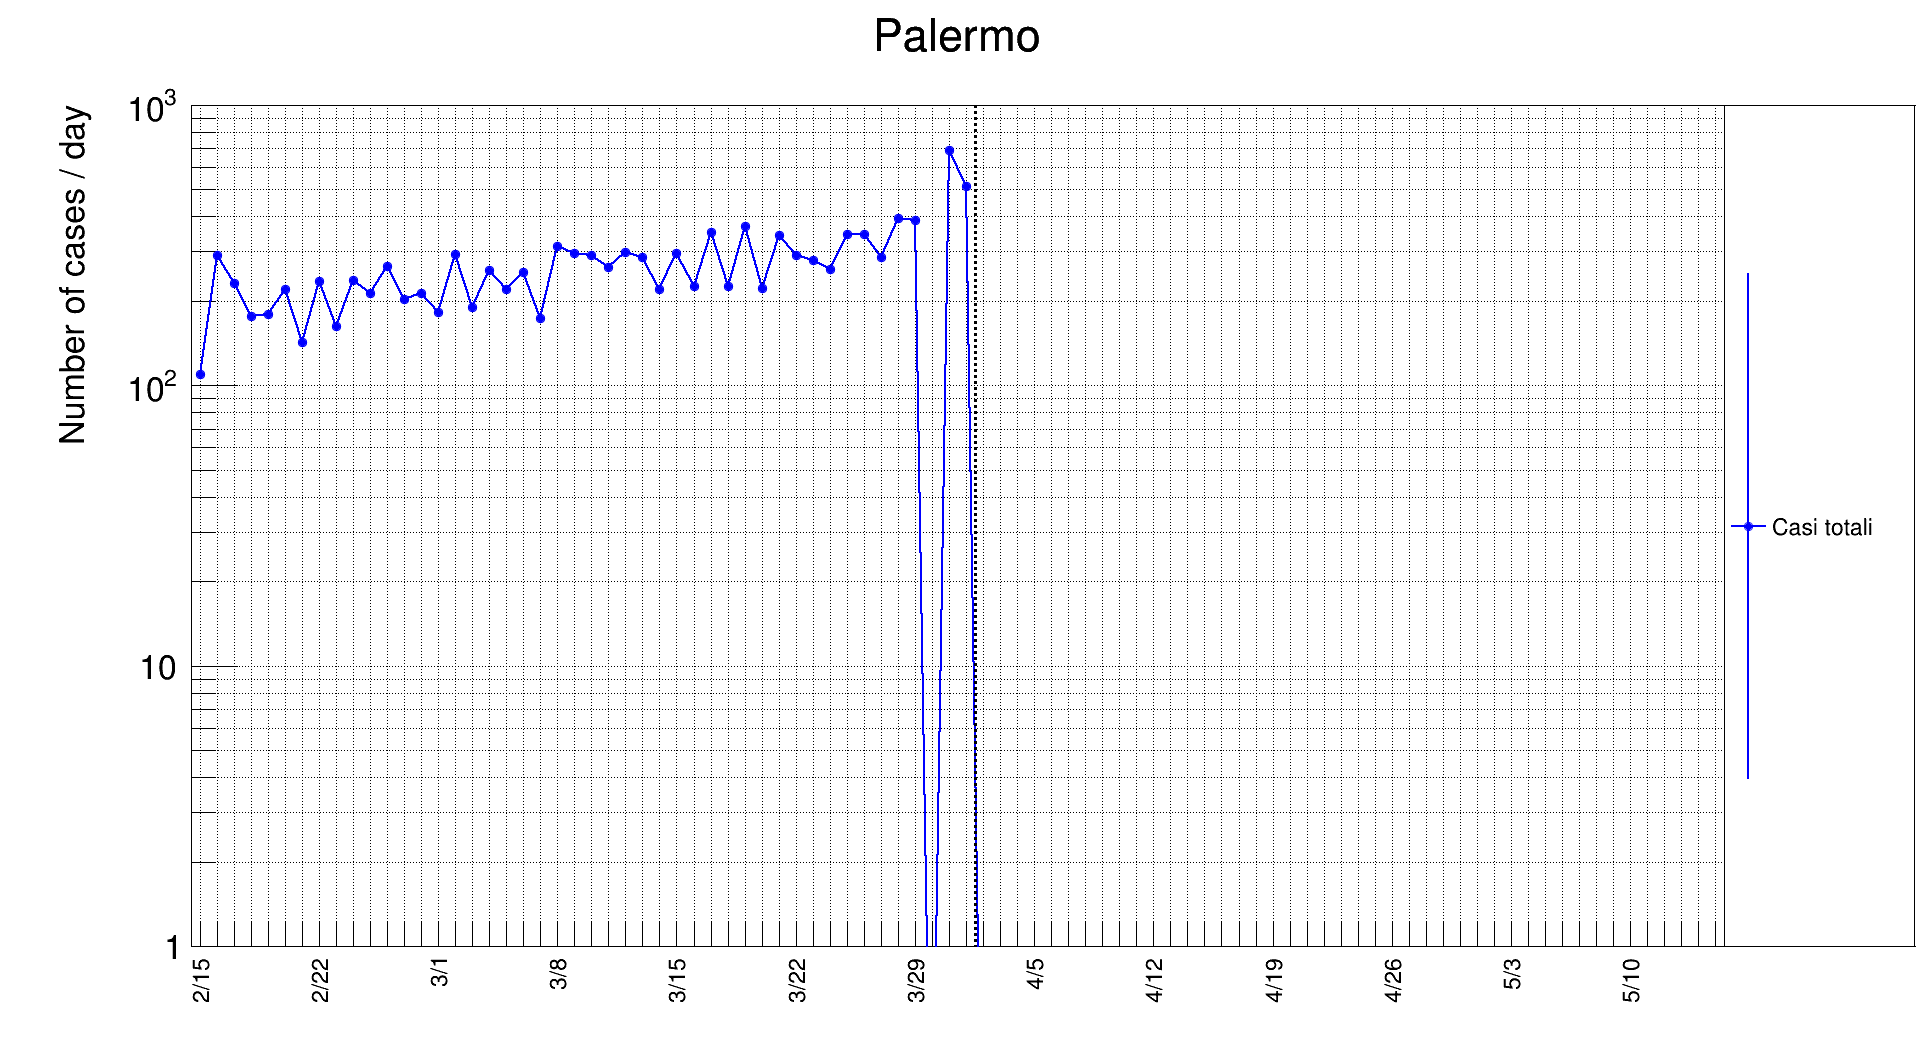 Palermo
Number of cases / day
10³
10²
10
1
2/15 2/22 3/1 3/8 3/15 3/22 3/29 4/5 4/12 4/19 4/26 5/3 5/10
Casi totali